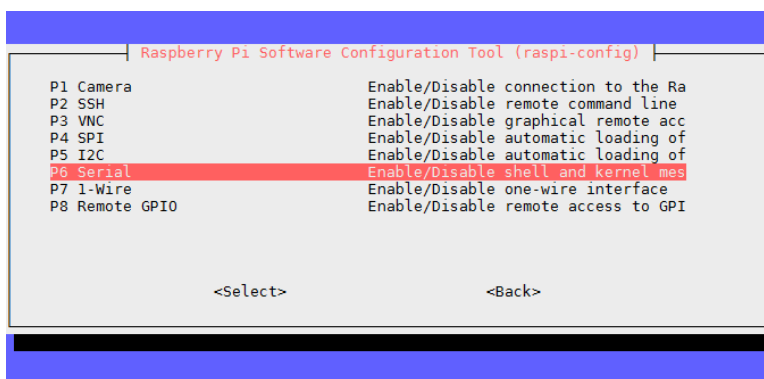 Raspberry Pi Software Configuration Tool (raspi-config)
P1 Camera Enable/Disable connection to the Ra
P2 SSH Enable/Disable remote command line
P3 VNC Enable/Disable graphical remote acc
P4 SPI Enable/Disable automatic loading of
P5 I2C Enable/Disable automatic loading of
P6 Serial Enable/Disable shell and kernel mes
P7 1-Wire Enable/Disable one-wire interface
P8 Remote GPIO Enable/Disable remote access to GPI
<Select> <Back>